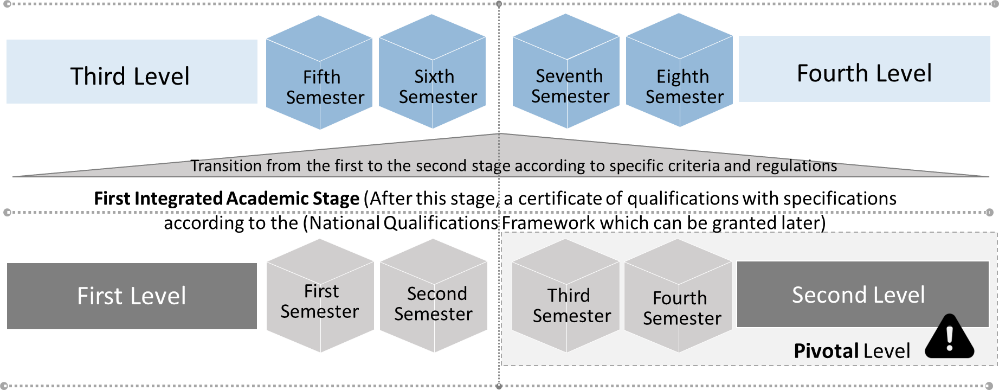 Third Level
Fifth
Semester
Sixth
Semester
Seventh
Semester
Eighth
Semester
Fourth Level
Transition from the first to the second stage according to specific criteria and regulations
First Integrated Academic Stage (After this stage, a certificate of qualifications with specifications
according to the (National Qualifications Framework which can be granted later)
First Level
First
Semester
Second
Semester
Third
Semester
Fourth
Semester
Second Level
Pivotal Level